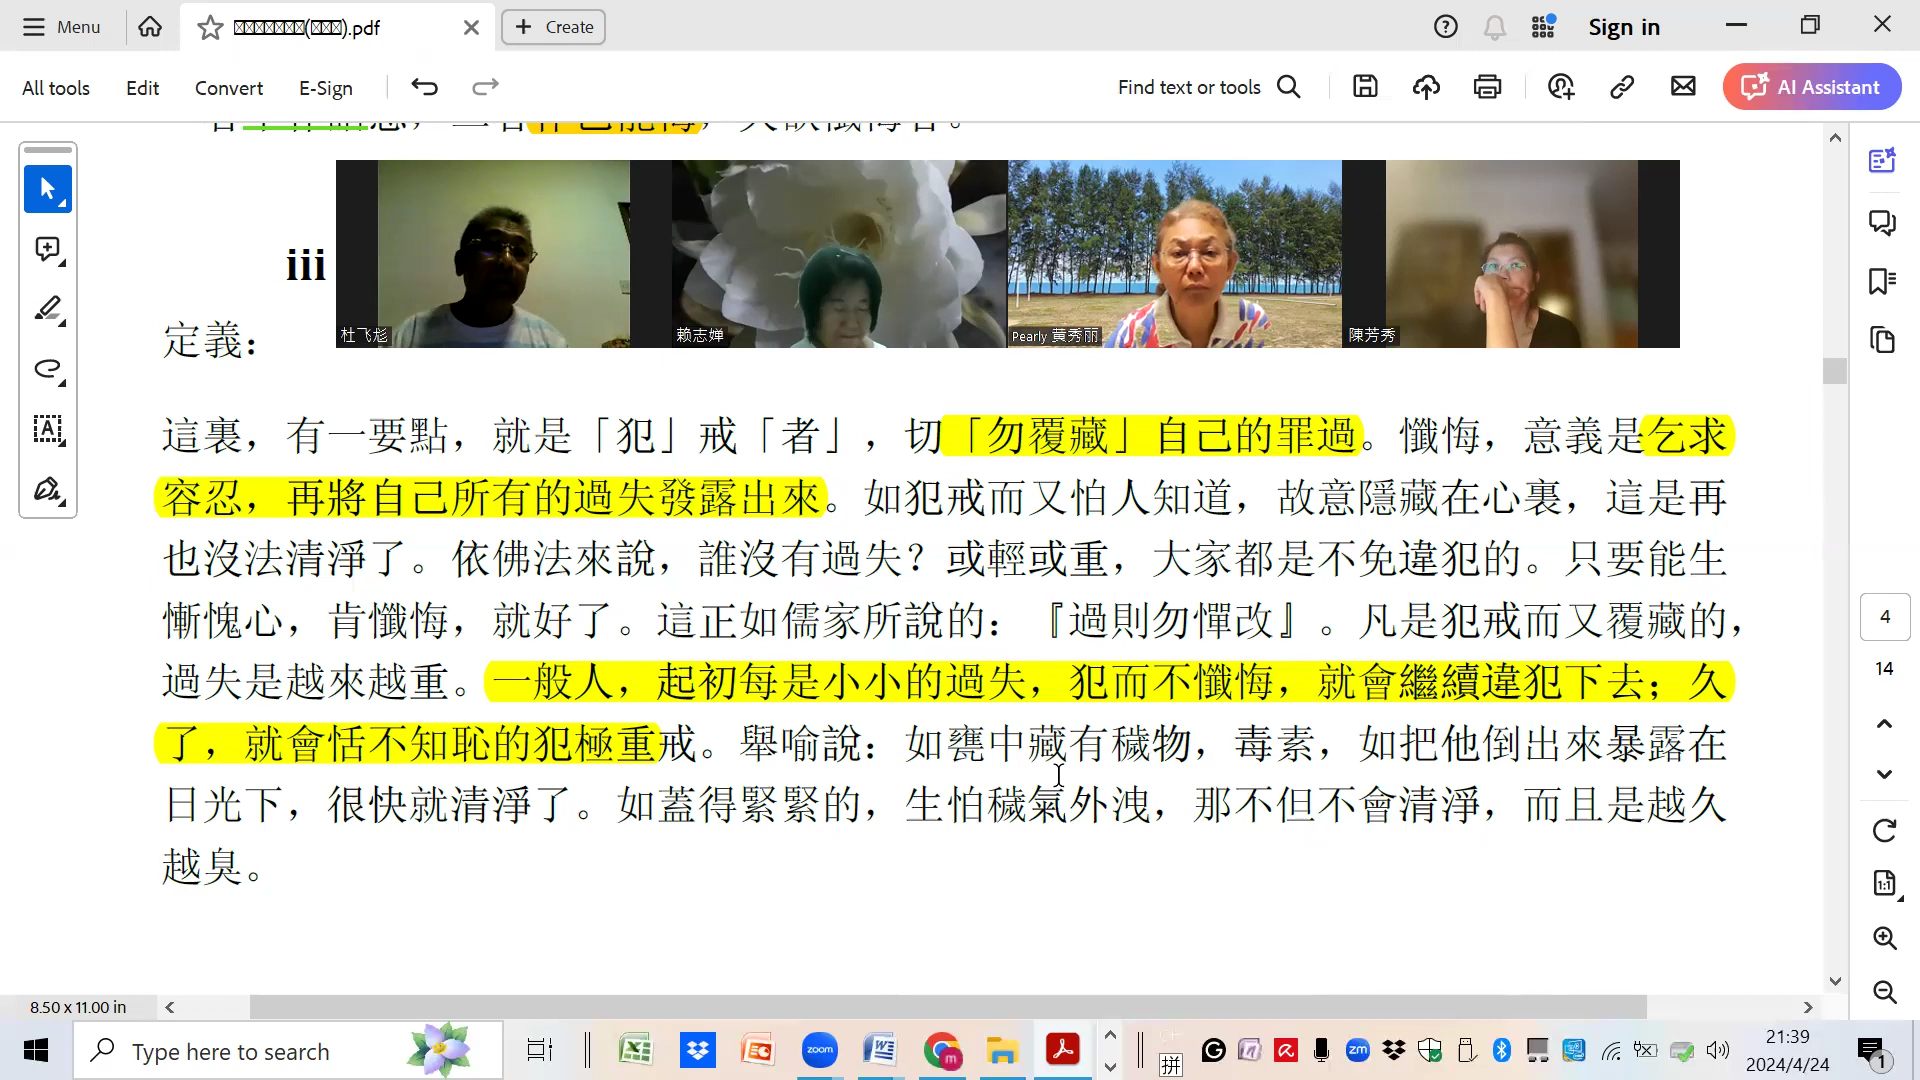 Menu
).pdf
Create
Sign in
All tools
Edit
Convert
E-Sign
Find text or tools
AI Assistant
iii
杜飞彪
赖志婵
Pearly 黄秀丽
陳芳秀
定義：
這裏，有一要點，就是「犯」戒「者」，切「勿覆藏」自己的罪過。懺悔，意義是乞求
容忍，再將自己所有的過失發露出來。如犯戒而又怕人知道，故意隱藏在心裏，這是再
也沒法清淨了。依佛法來說，誰沒有過失？或輕或重，大家都是不免違犯的。只要能生
慚愧心，肯懺悔，就好了。這正如儒家所說的：『過則勿憚改』。凡是犯戒而又覆藏的，
過失是越來越重。一般人，起初每是小小的過失，犯而不懺悔，就會繼續違犯下去；久
了，就會恬不知恥的犯極重戒。舉喻說：如甕中藏有穢物，毒素，如把他倒出來暴露在
日光下，很快就清淨了。如蓋得緊緊的，生怕穢氣外洩，那不但不會清淨，而且是越久
越臭。
4
14
8.50 x 11.00 in
Type here to search
zoom
zm
拼
21:39
2024/4/24
1